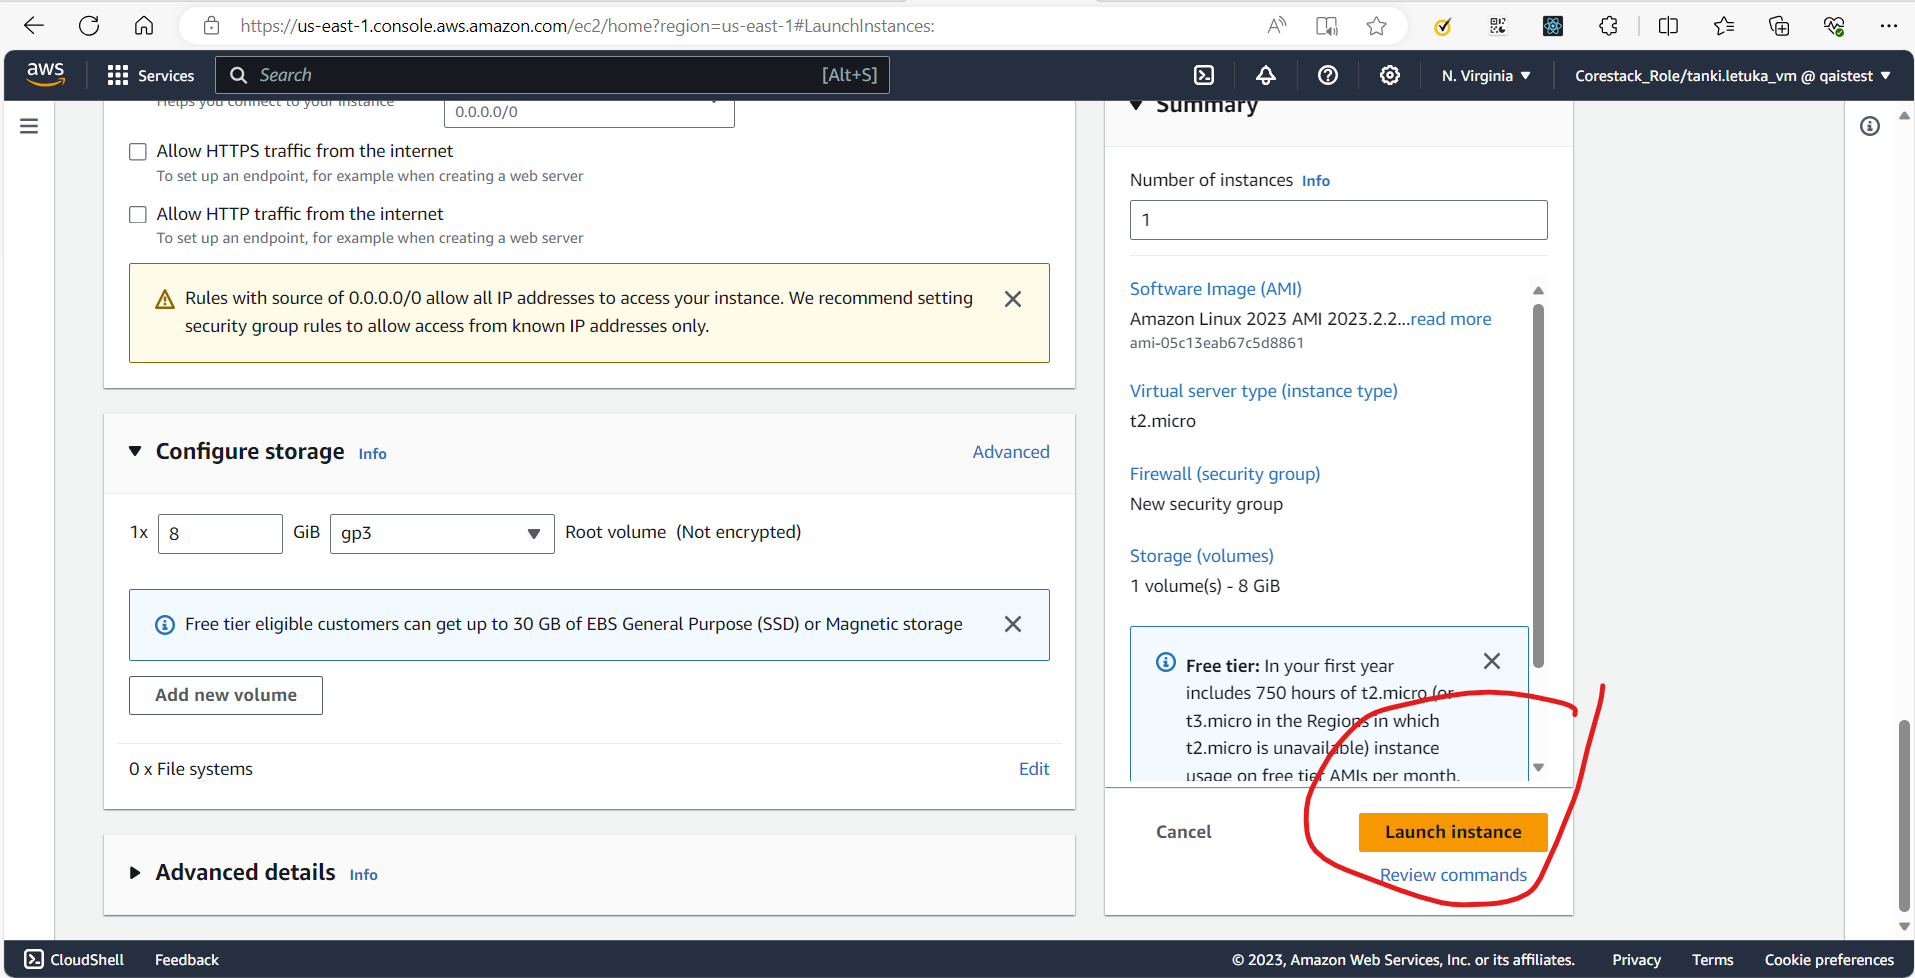 https://us-east-1.console.aws.amazon.com/ec2/home?region=us-east-1#LaunchInstances:
aws
Services
Search
[Alt+S]
N. Virginia
Corestack_Role/tanki.letuka_vm @ qaistest
Helps you connect to your instance
0.0.0.0/0
Allow HTTPS traffic from the internet
To set up an endpoint, for example when creating a web server
Allow HTTP traffic from the internet
To set up an endpoint, for example when creating a web server
Rules with source of 0.0.0.0/0 allow all IP addresses to access your instance. We recommend setting
security group rules to allow access from known IP addresses only.
Configure storage Info
Advanced
1x 8 GiB gp3 Root volume (Not encrypted)
Free tier eligible customers can get up to 30 GB of EBS General Purpose (SSD) or Magnetic storage
Add new volume
0 x File systems
Edit
Advanced details Info
Summary
Number of instances Info
1
Software Image (AMI)
Amazon Linux 2023 AMI 2023.2.2...read more
ami-05c13eab67c5d8861
Virtual server type (instance type)
t2.micro
Firewall (security group)
New security group
Storage (volumes)
1 volume(s) - 8 GiB
Free tier: In your first year
includes 750 hours of t2.micro (or
t3.micro in the Regions in which
t2.micro is unavailable) instance
usage on free tier AMIs per month,
Cancel
Launch instance
Review commands
CloudShell
Feedback
© 2023, Amazon Web Services, Inc. or its affiliates.
Privacy
Terms
Cookie preferences